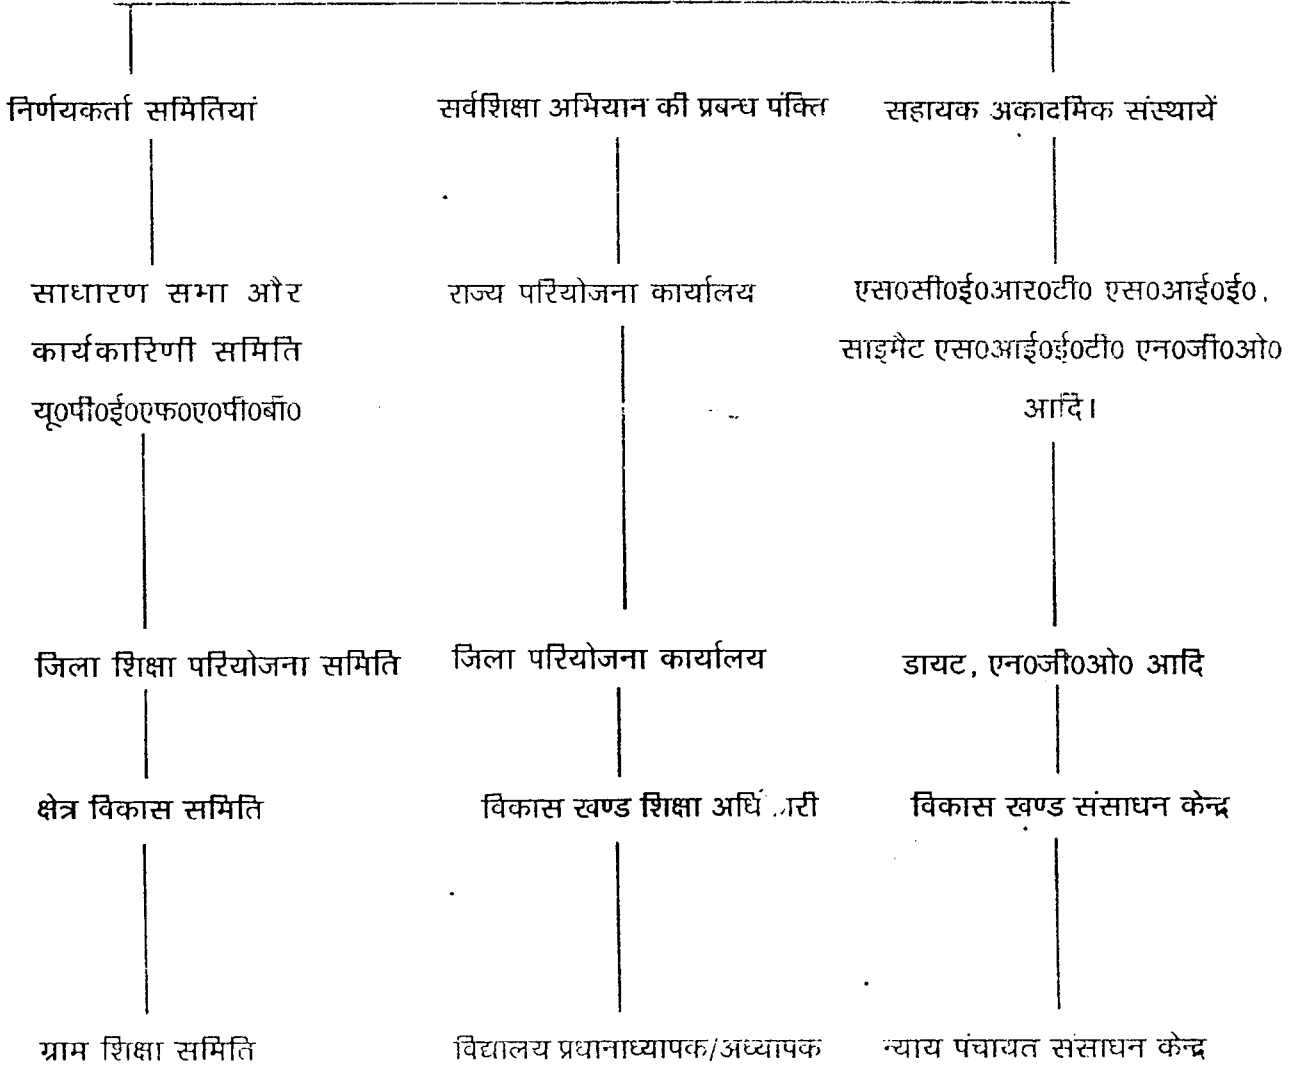 निर्णयकर्ता समितियां
सर्वशिक्षा अभियान की प्रबन्ध पंक्ति
सहायक अकादमिक संस्थायें
साधारण सभा और
कार्यकारिणी समिति
यू0पी0ई0एफ0ए0पी0बी0
राज्य परियोजना कार्यालय
एस0सी0ई0आर0टी0 एस0आई0ई0,
साइमैट एस0आई0ई0टी0 एन0जी0ओ0
आदि।
जिला शिक्षा परियोजना समिति
जिला परियोजना कार्यालय
डायट, एन0जी0ओ0 आदि
क्षेत्र विकास समिति
विकास खण्ड शिक्षा
विकास खण्ड संसाधन केन्द्र
ग्राम शिक्षा समिति
विद्यालय प्रधानाध्यापक/अध्यापक
न्याय पंचायत संसाधन केन्द्र